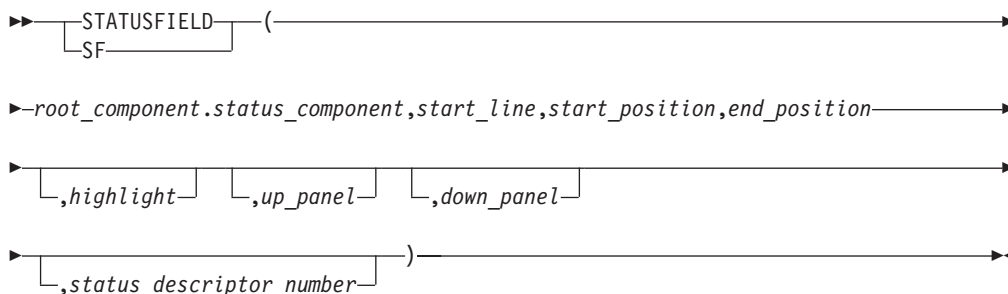 STATUSFIELD (
SF
root_component.status_component,start_line,start_position,end_position
,highlight ,up_panel ,down_panel
)
,status descriptor number